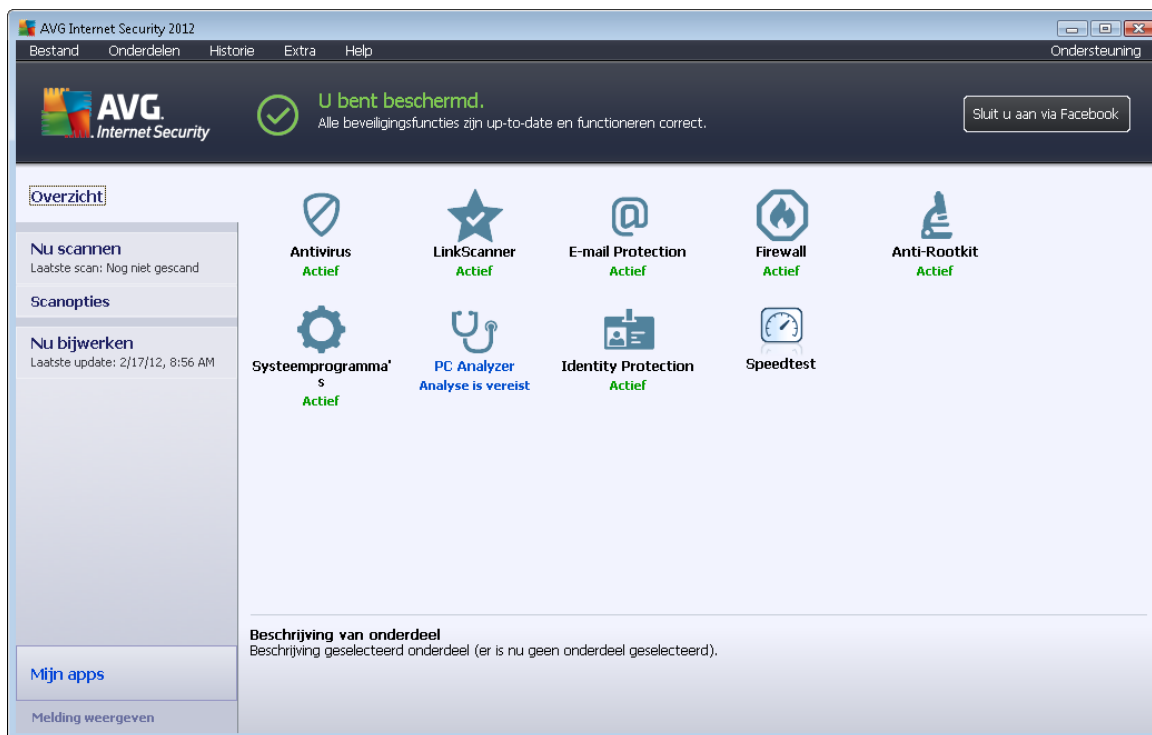 AVG Internet Security 2012
Bestand Onderdelen Historie Extra Help Ondersteuning
AVG.
Internet Security
U bent beschermd.
Alle beveiligingsfuncties zijn up-to-date en functioneren correct.
Sluit u aan via Facebook
Overzicht
Nu scannen
Laatste scan: Nog niet gescand
Scanopties
Nu bijwerken
Laatste update: 2/17/12, 8:56 AM
Antivirus
Actief
LinkScanner
Actief
E-mail Protection
Actief
Firewall
Actief
Anti-Rootkit
Actief
Systeemprogramma'
s
Actief
PC Analyzer
Analyse is vereist
Identity Protection
Actief
Speedtest
Beschrijving van onderdeel
Beschrijving geselecteerd onderdeel (er is nu geen onderdeel geselecteerd).
Mijn apps
Melding weergeven